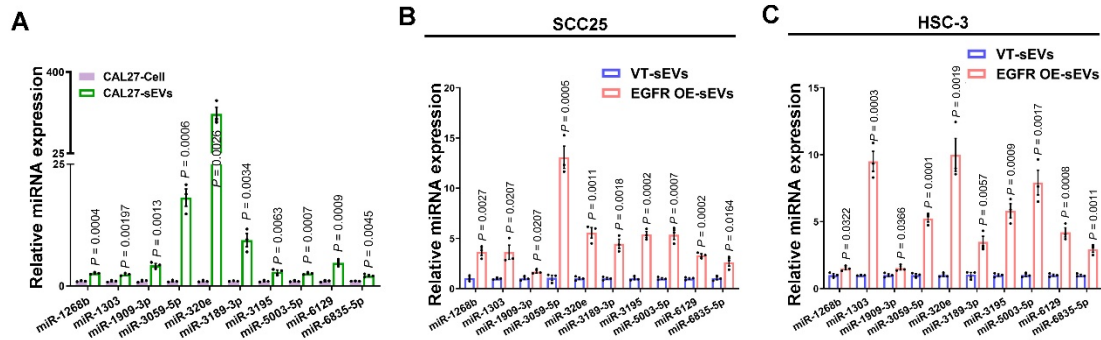 A
Relative miRNA expression
400
25
25
0
CAL27-Cell
CAL27-sEVs
P = 0.0004
P = 0.00197
P = 0.0013
P = 0.0006
P = 0.0026
P = 0.0034
P = 0.0063
P = 0.0007
P = 0.0009
P = 0.0045
miR-1268b
miR-1303
miR-1909-3p
miR-3059-5p
miR-320e
miR-3189-3p
miR-3195
miR-5003-5p
miR-6129
miR-6835-5p
B
SCC25
VT-sEVs
EGFR OE-sEVs
Relative miRNA expression
20
15
10
5
0
P = 0.0027
P = 0.0207
P = 0.0207
P = 0.0005
P = 0.0011
P = 0.0018
P = 0.0002
P = 0.0007
P = 0.0002
P = 0.0164
miR-1268b
miR-1303
miR-1909-3p
miR-3059-5p
miR-320e
miR-3189-3p
miR-3195
miR-5003-5p
miR-6129
miR-6835-5p
C
HSC-3
VT-sEVs
EGFR OE-sEVs
Relative miRNA expression
15
10
5
0
P = 0.0322
P = 0.0003
P = 0.0366
P = 0.0001
P = 0.0019
P = 0.0057
P = 0.0009
P = 0.0017
P = 0.0008
P = 0.0011
miR-1268b
miR-1303
miR-1909-3p
miR-3059-5p
miR-320e
miR-3189-3p
miR-3195
miR-5003-5p
miR-6129
miR-6835-5p